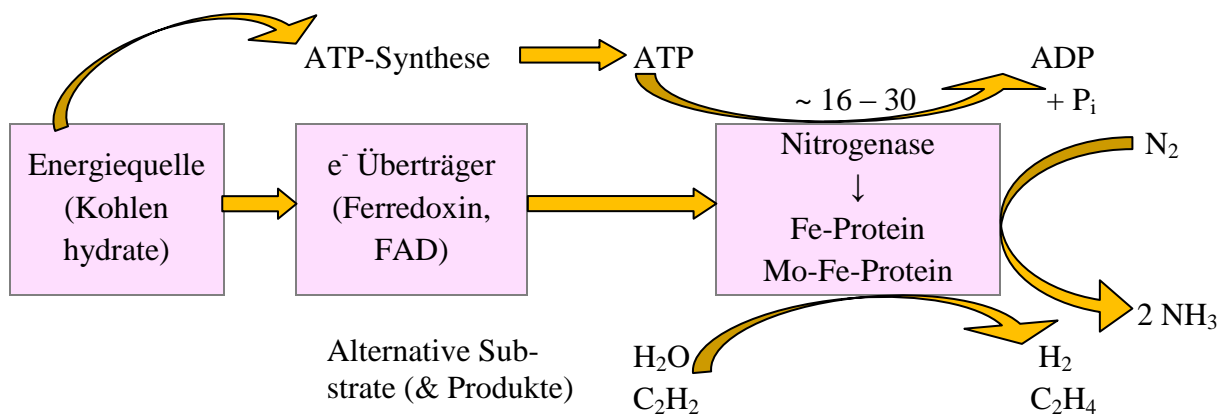 ATP-Synthese
ATP
ADP
+ Pi
~ 16 – 30
Energiequelle
(Kohlen
hydrate)
e- Überträger
(Ferredoxin,
FAD)
Nitrogenase
↓
Fe-Protein
Mo-Fe-Protein
N2
2 NH3
Alternative Sub-
strate (& Produkte)
H2O
C2H2
H2
C2H4